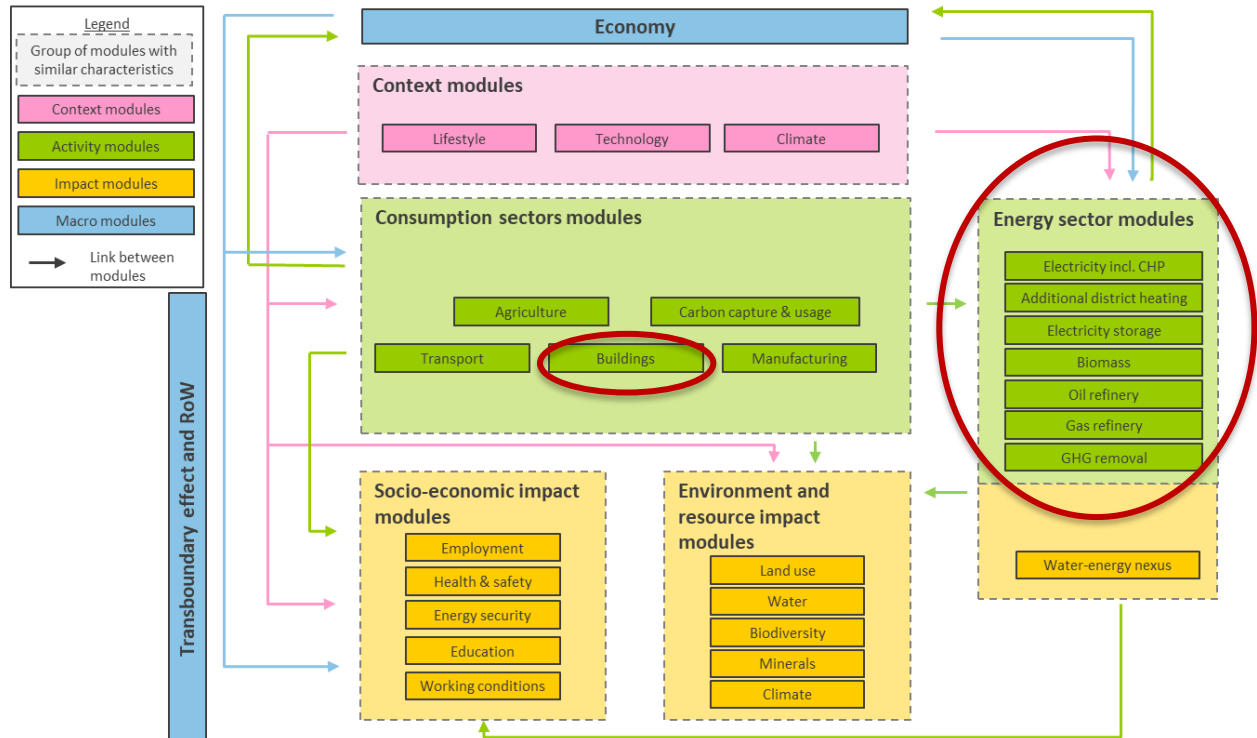 Legend
Group of modules with
similar characteristics
Context modules
Activity modules
Impact modules
Macro modules
Link between
modules
Transboundary effect and RoW
Economy
Context modules
Lifestyle
Technology
Climate
Consumption sectors modules
Agriculture
Carbon capture & usage
Transport
Buildings
Manufacturing
Energy sector modules
Electricity incl. CHP
Additional district heating
Electricity storage
Biomass
Oil refinery
Gas refinery
GHG removal
Water-energy nexus
Socio-economic impact
modules
Employment
Health & safety
Energy security
Education
Working conditions
Environment and
resource impact
modules
Land use
Water
Biodiversity
Minerals
Climate